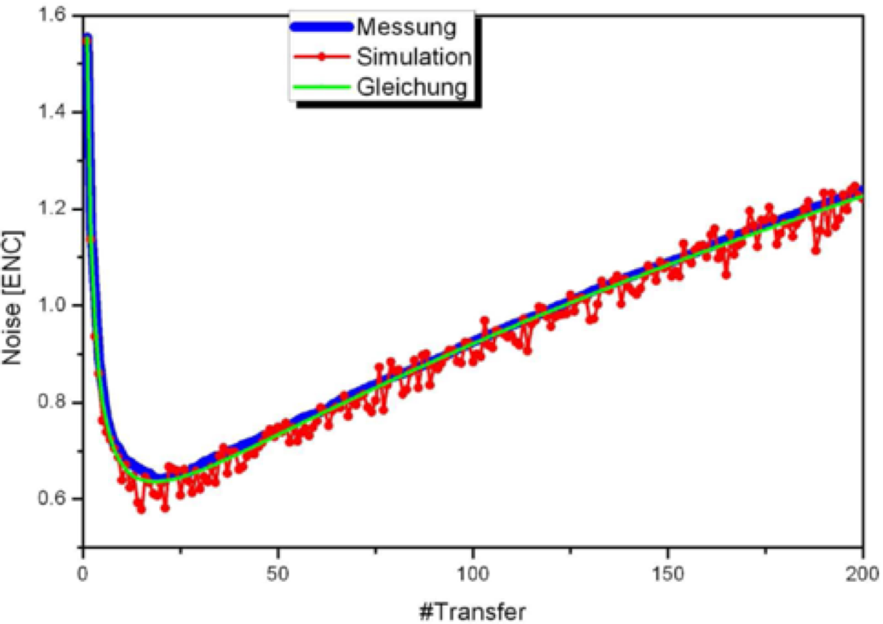 Messung
Simulation
Gleichung
1.6
1.4
1.2
1.0
0.8
0.6
Noise [ENC]
0 50 100 150 200
#Transfer